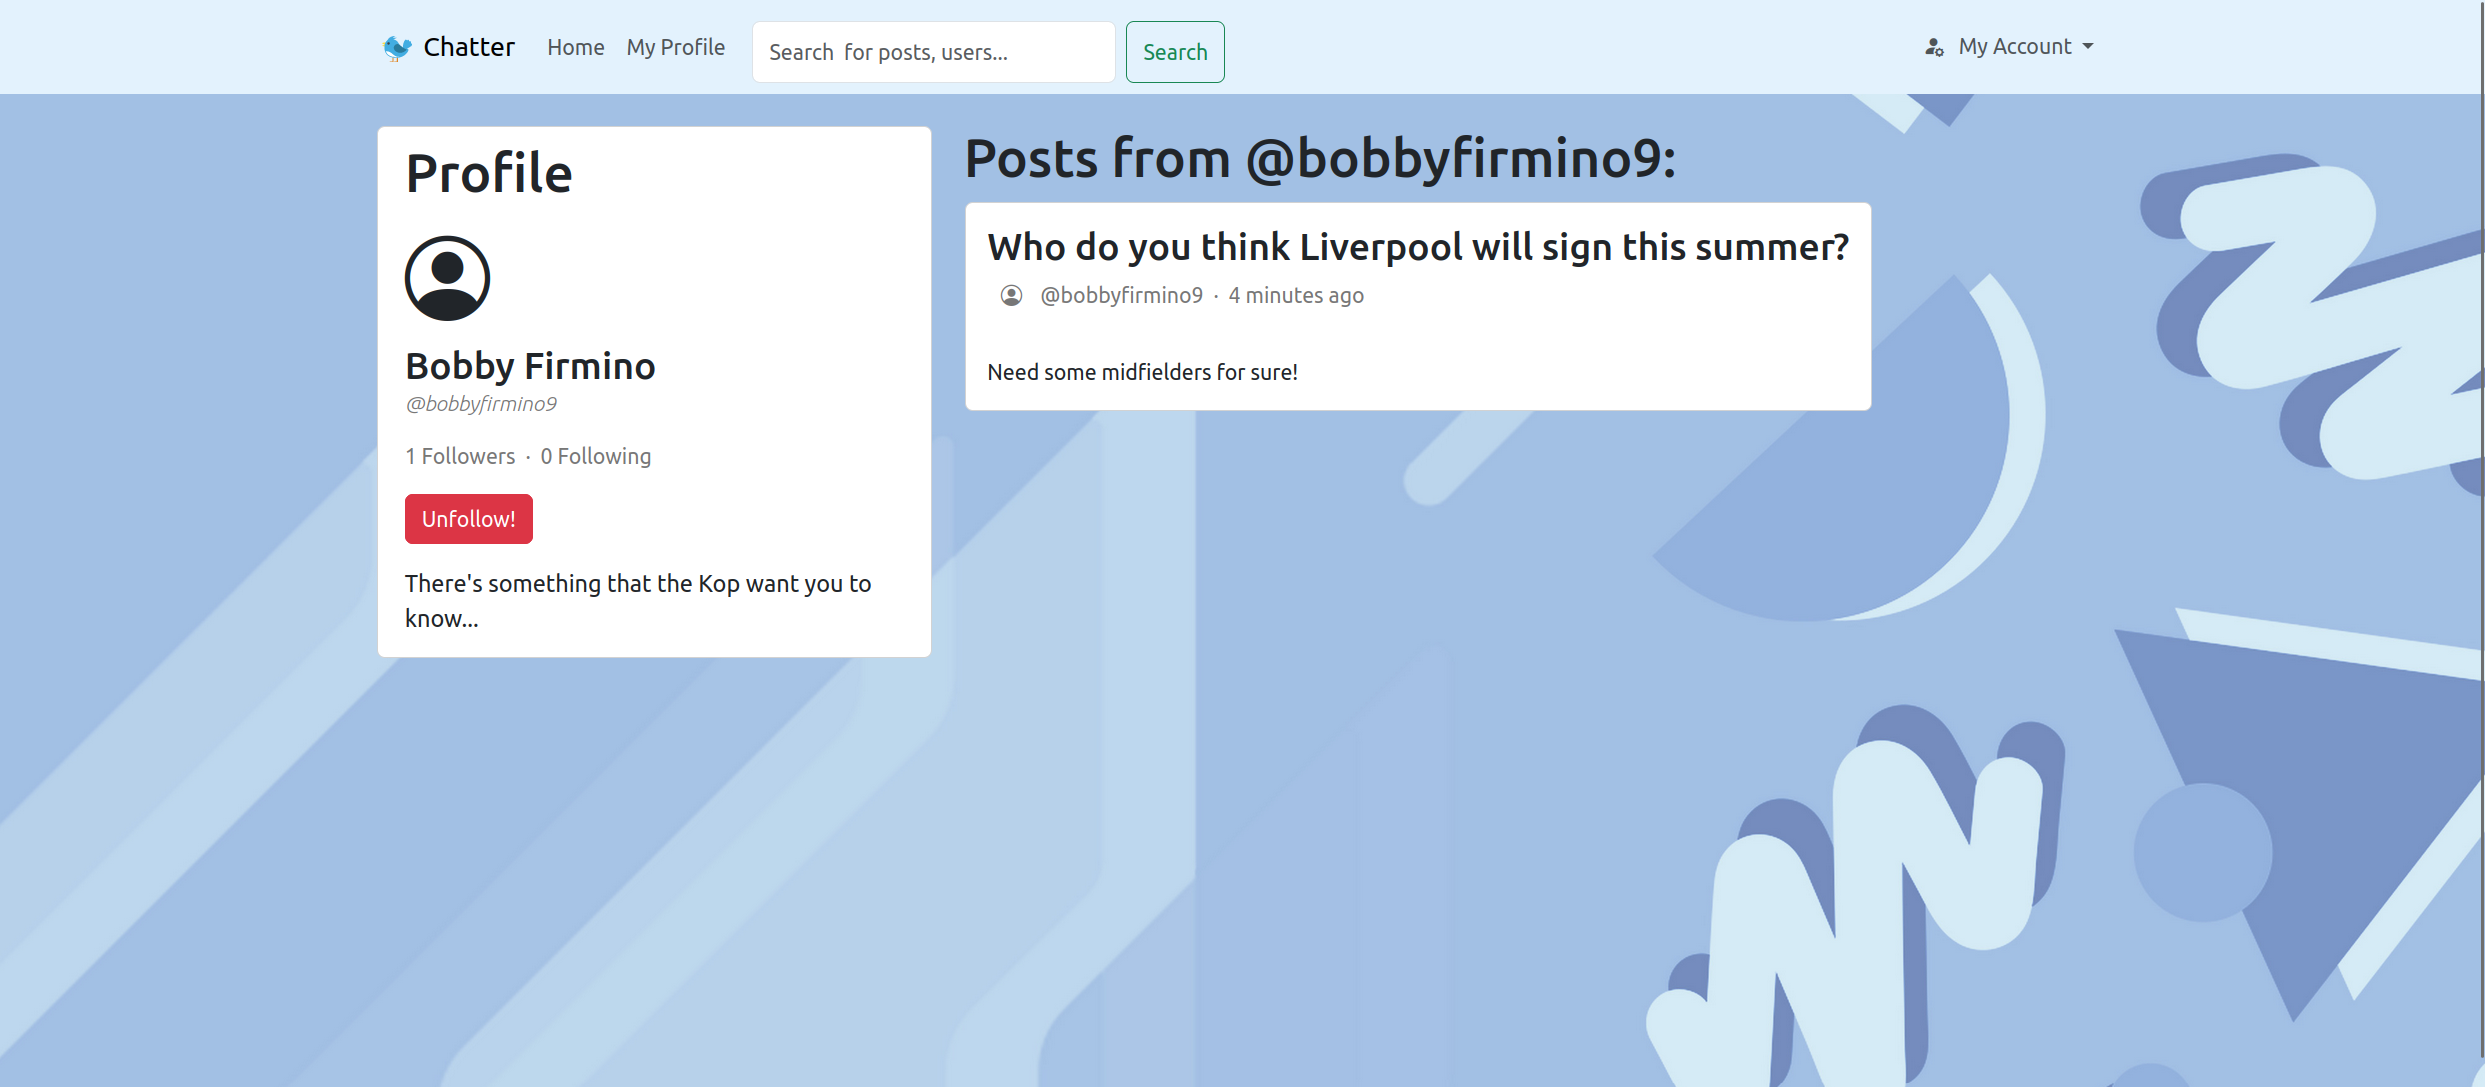 Chatter Home My Profile Search for posts, users... Search My Account
Profile
Bobby Firmino
@bobbyfirmino9
1 Followers · 0 Following
Unfollow!
There's something that the Kop want you to
know...
Posts from @bobbyfirmino9:
Who do you think Liverpool will sign this summer?
@bobbyfirmino9 · 4 minutes ago
Need some midfielders for sure!